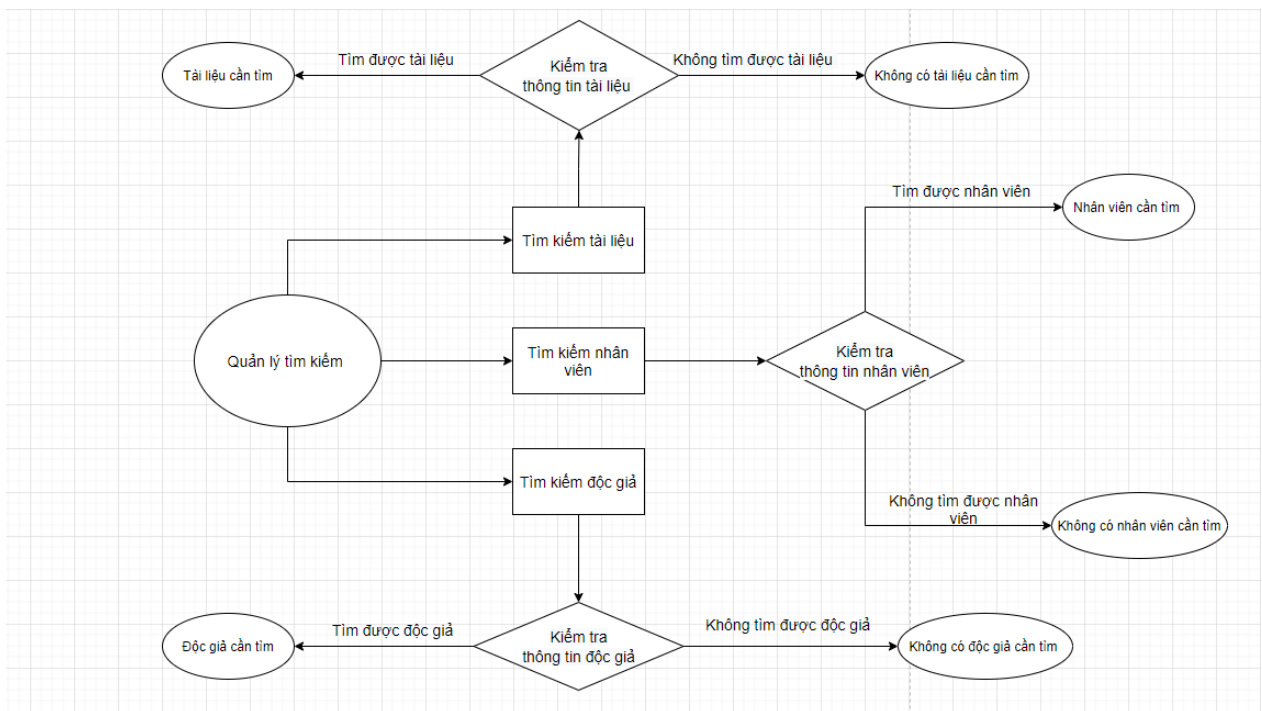 Tìm được tài liệu
Không tìm được tài liệu
Tài liệu cần tìm
Kiểm tra
thông tin tài liệu
Không có tài liệu cần tìm
Tìm được nhân viên
Nhân viên cần tìm
Tìm kiếm tài liệu
Quản lý tìm kiếm
Tìm kiếm nhân
viên
Kiểm tra
thông tin nhân viên
Tìm kiếm độc giả
Không tìm được nhân
viên
Không có nhân viên cần tìm
Tìm được độc giả
Không tìm được độc giả
Độc giả cần tìm
Kiểm tra
thông tin độc giả
Không có độc giả cần tìm